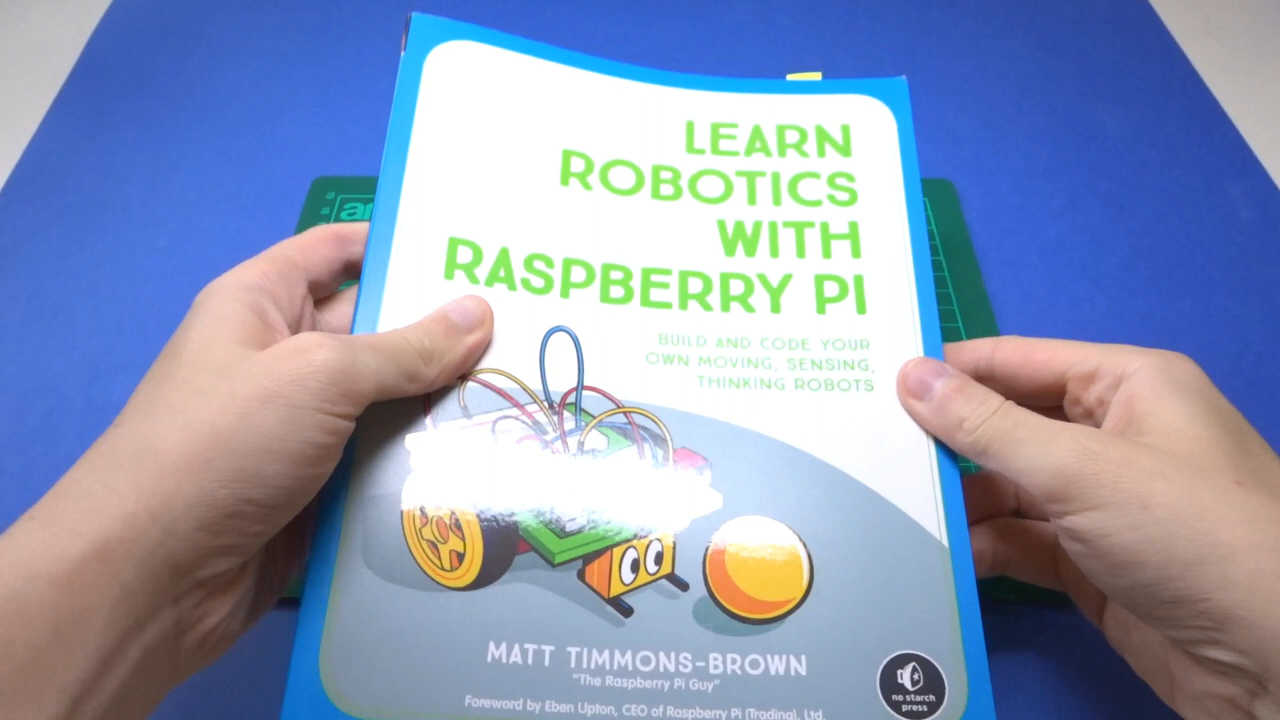 LEARN
ROBOTICS
WITH
RASPBERRY PI
BUILD AND CODE YOUR
OWN MOVING, SENSING,
THINKING ROBOTS
MATT TIMMONS-BROWN
"The Raspberry Pi Guy"
Foreword by Eben Upton, CEO of Raspberry Pi (Trading), Ltd.
no starch
press